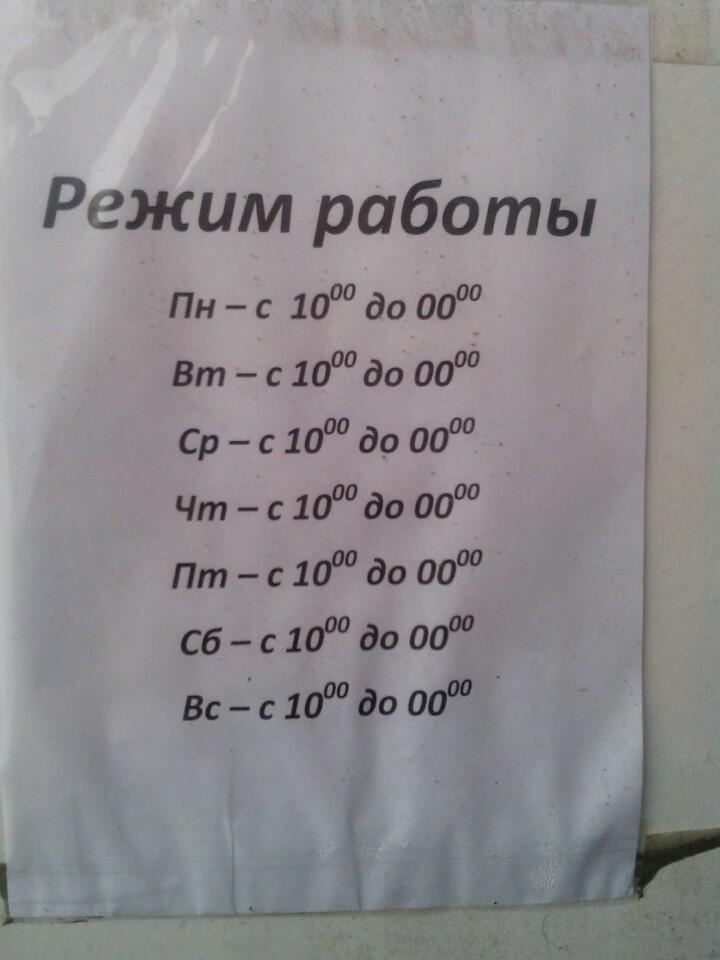 Режим работы
Пн – с 10⁰⁰ до 00⁰⁰
Вт – с 10⁰⁰ до 00⁰⁰
Ср – с 10⁰⁰ до 00⁰⁰
Чт – с 10⁰⁰ до 00⁰⁰
Пт – с 10⁰⁰ до 00⁰⁰
Сб – с 10⁰⁰ до 00⁰⁰
Вс – с 10⁰⁰ до 00⁰⁰